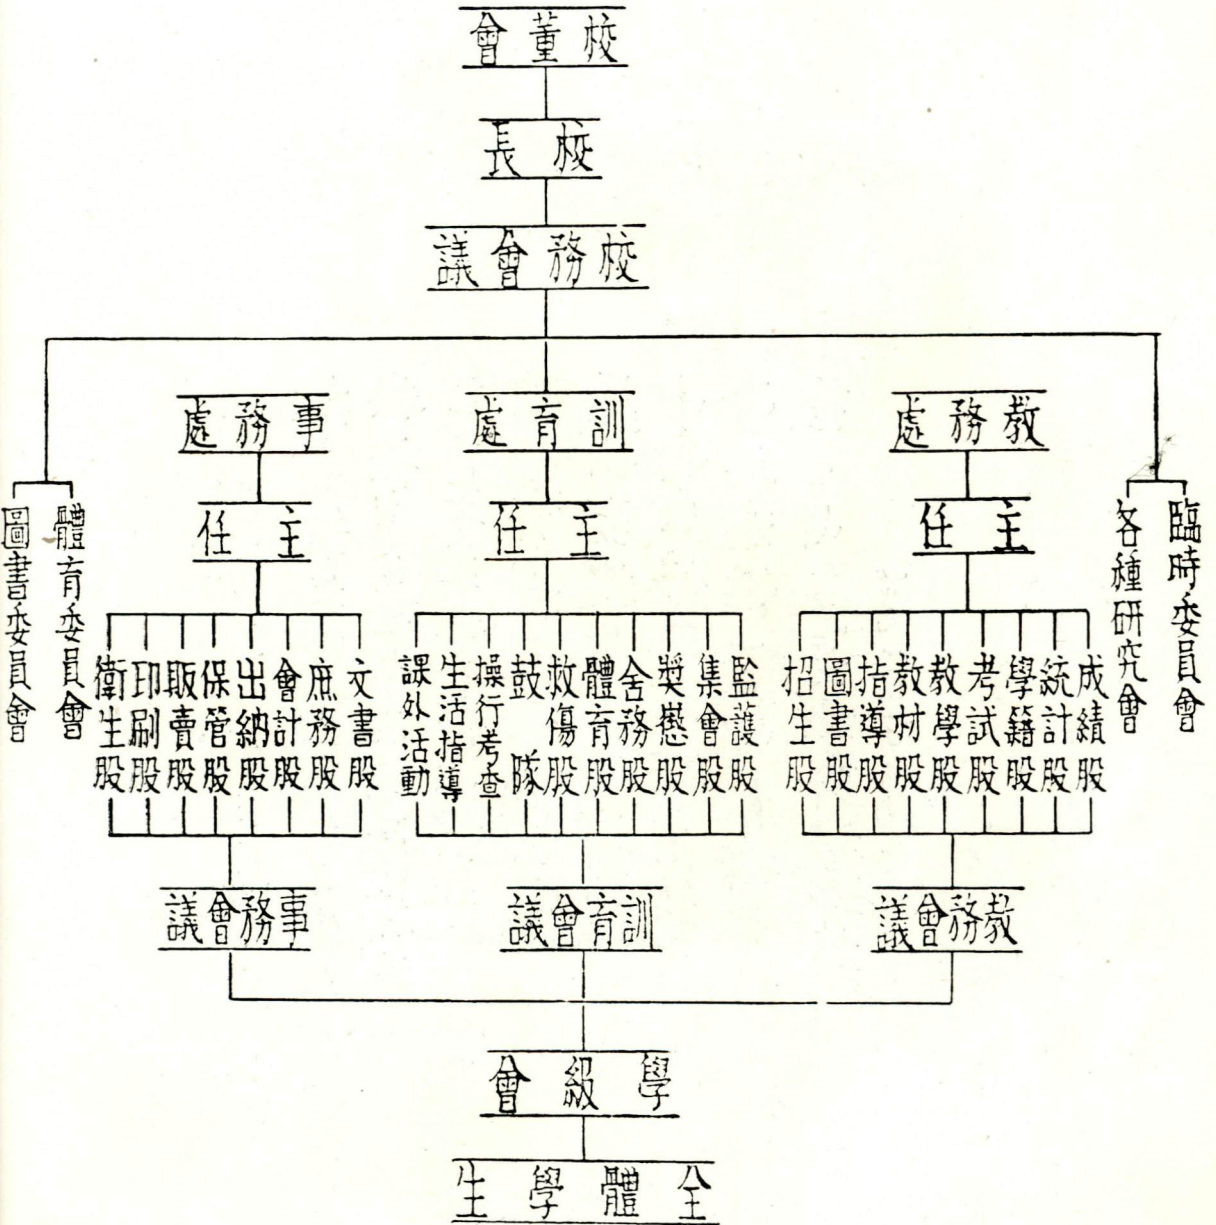 校董會
校長
校務會議
教務處
訓育處
事務處
主任
主任
主任
臨時委員會
各種研究會
體育委員會
圖書委員會
成績股
統計股
學籍股
考試股
教學股
教材股
指導股
圖書股
招生股
監護股
集會股
獎懲股
舍務股
體育股
救傷股
鼓隊
操行考查
生活指導
課外活動
文書股
庶務股
會計股
出納股
保管股
販賣股
印刷股
衛生股
教務會議
訓育會議
事務會議
學級會
全體學生